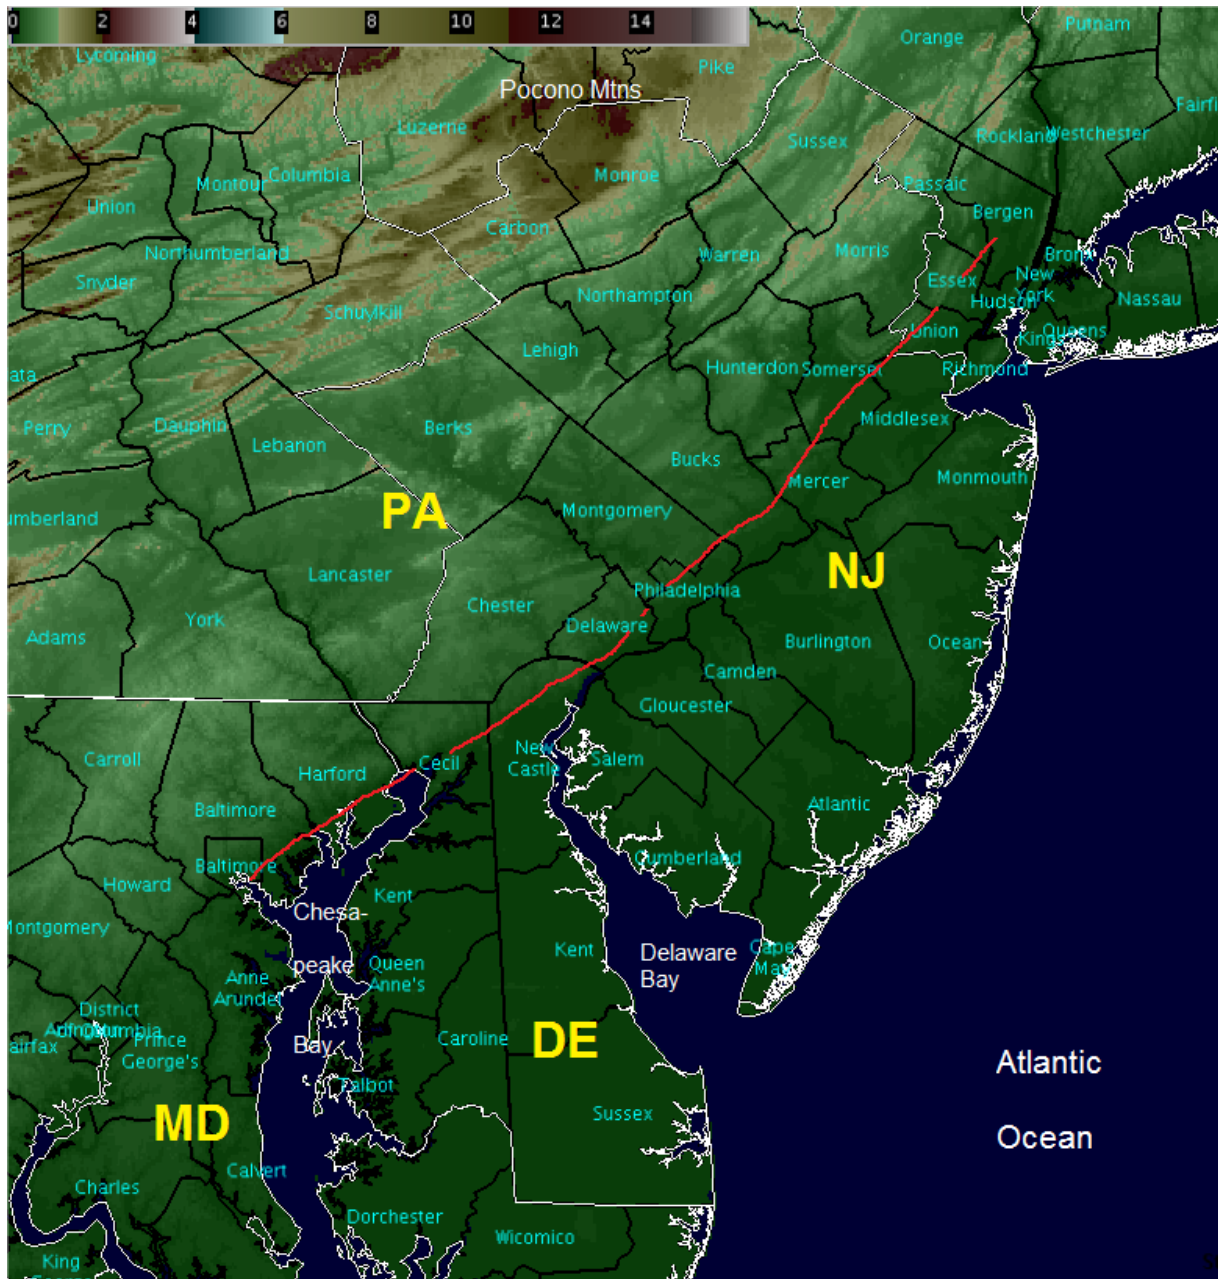 0 2 4 6 8 10 12 14
Putnam
Orange
Lycoming
Pike
Pocono Mtns
Fairfi
Luzerne
Rockland
Westchester
Sussex
Columbia
Monroe
Montour
Passaic
Union
Bergen
Carbon
Northumberland
Warren
Morris
Bronx
Snyder
Essex
New
York
Northampton
Hudson
Nassau
Schuylkill
Union
Kings
Queens
Lehigh
Hunterdon
Somerset
Richmond
ata
Middlesex
Perry
Dauphin
Berks
Lebanon
Bucks
Monmouth
Mercer
PA
Montgomery
umberland
NJ
Lancaster
Philadelphia
Chester
York
Delaware
Adams
Burlington
Ocean
Camden
Gloucester
New
Castle
Salem
Carroll
Cecil
Harford
Atlantic
Baltimore
Baltimore
Cumberland
Howard
Kent
Chesa-
Montgomery
Kent
Delaware
Bay
Cape
May
peake
Queen
Anne's
Anne
Arundel
District
of Columbia
Arlington
airfax
Prince
George's
Caroline
DE
Bay
Atlantic
Ocean
Talbot
Sussex
MD
Calvert
Charles
Dorchester
Wicomico
King